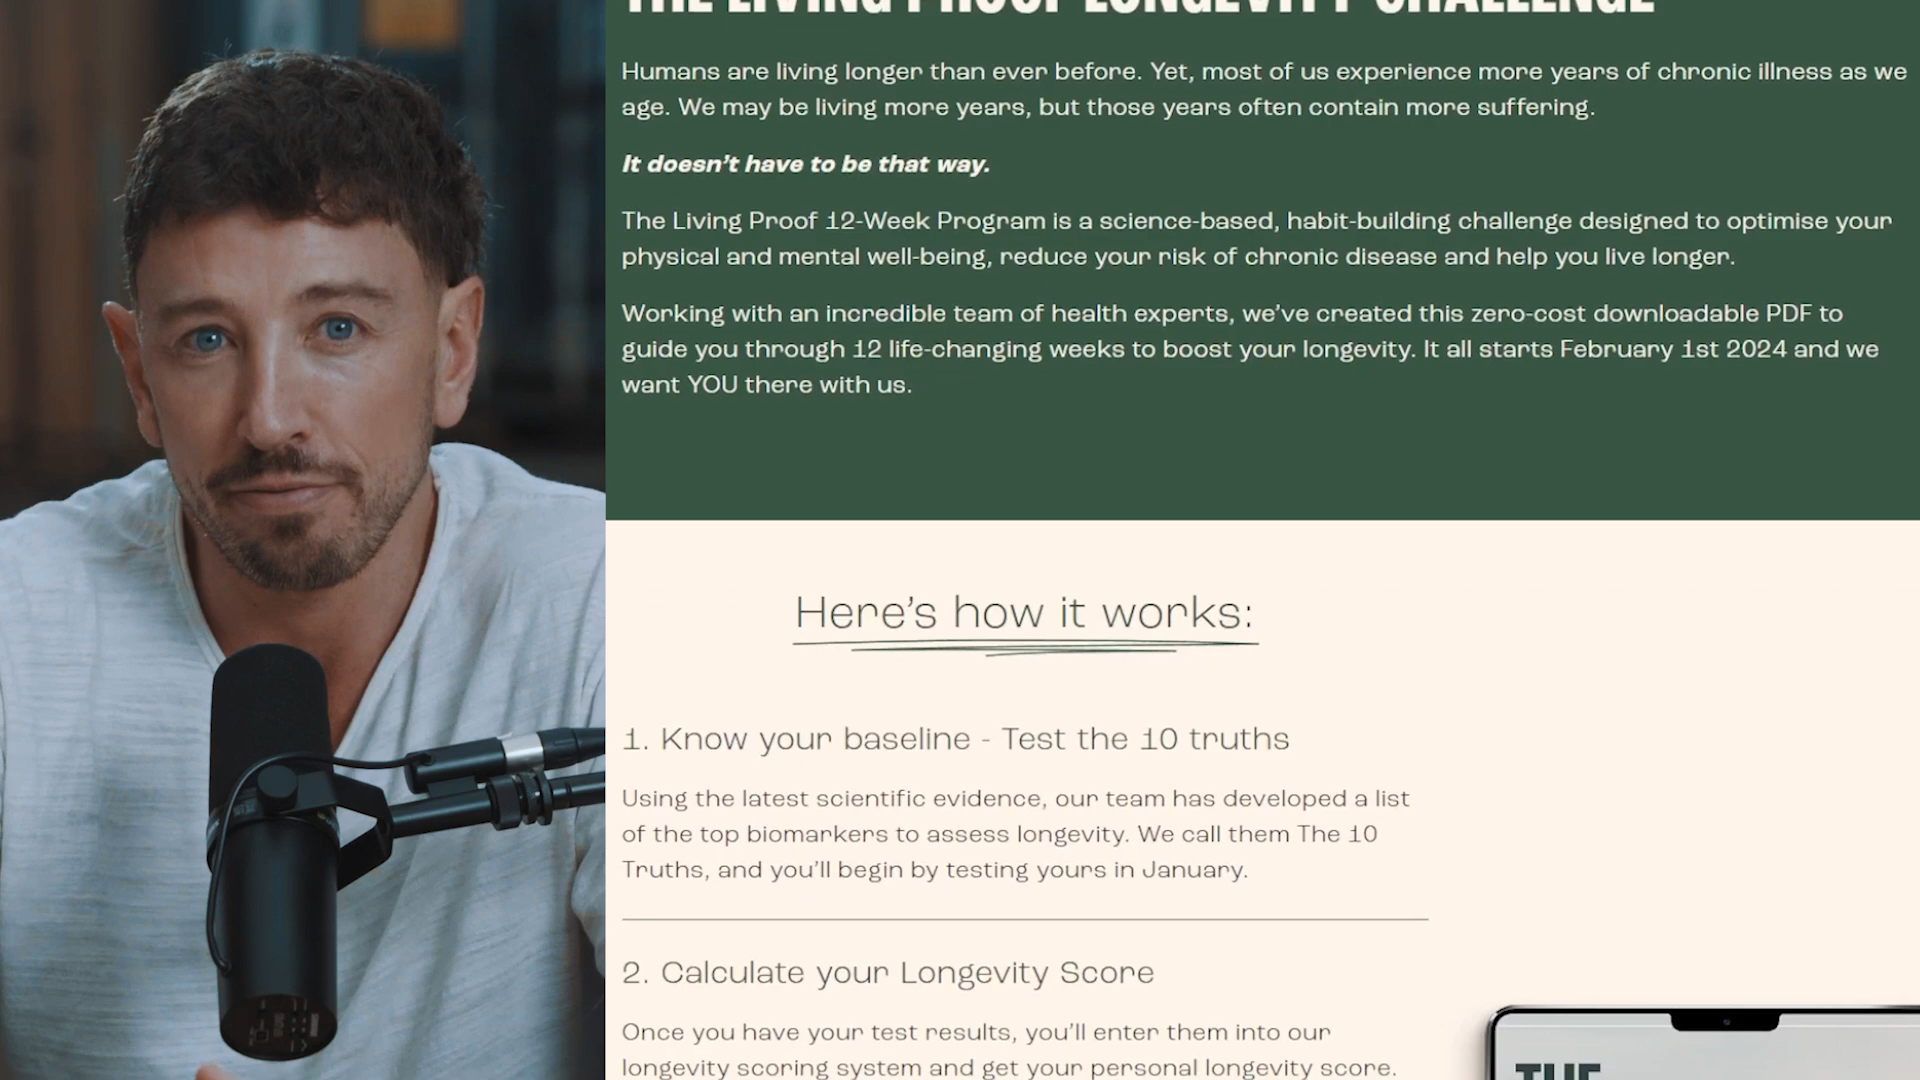 THE LIVING PROOF LONGEVITY CHALLENGE
Humans are living longer than ever before. Yet, most of us experience more years of chronic illness as we
age. We may be living more years, but those years often contain more suffering.
It doesn’t have to be that way.
The Living Proof 12-Week Program is a science-based, habit-building challenge designed to optimise your
physical and mental well-being, reduce your risk of chronic disease and help you live longer.
Working with an incredible team of health experts, we’ve created this zero-cost downloadable PDF to
guide you through 12 life-changing weeks to boost your longevity. It all starts February 1st 2024 and we
want YOU there with us.
Here’s how it works:
1. Know your baseline - Test the 10 truths
Using the latest scientific evidence, our team has developed a list
of the top biomarkers to assess longevity. We call them The 10
Truths, and you’ll begin by testing yours in January.
2. Calculate your Longevity Score
Once you have your test results, you’ll enter them into our
longevity scoring system and get your personal longevity score.
THE